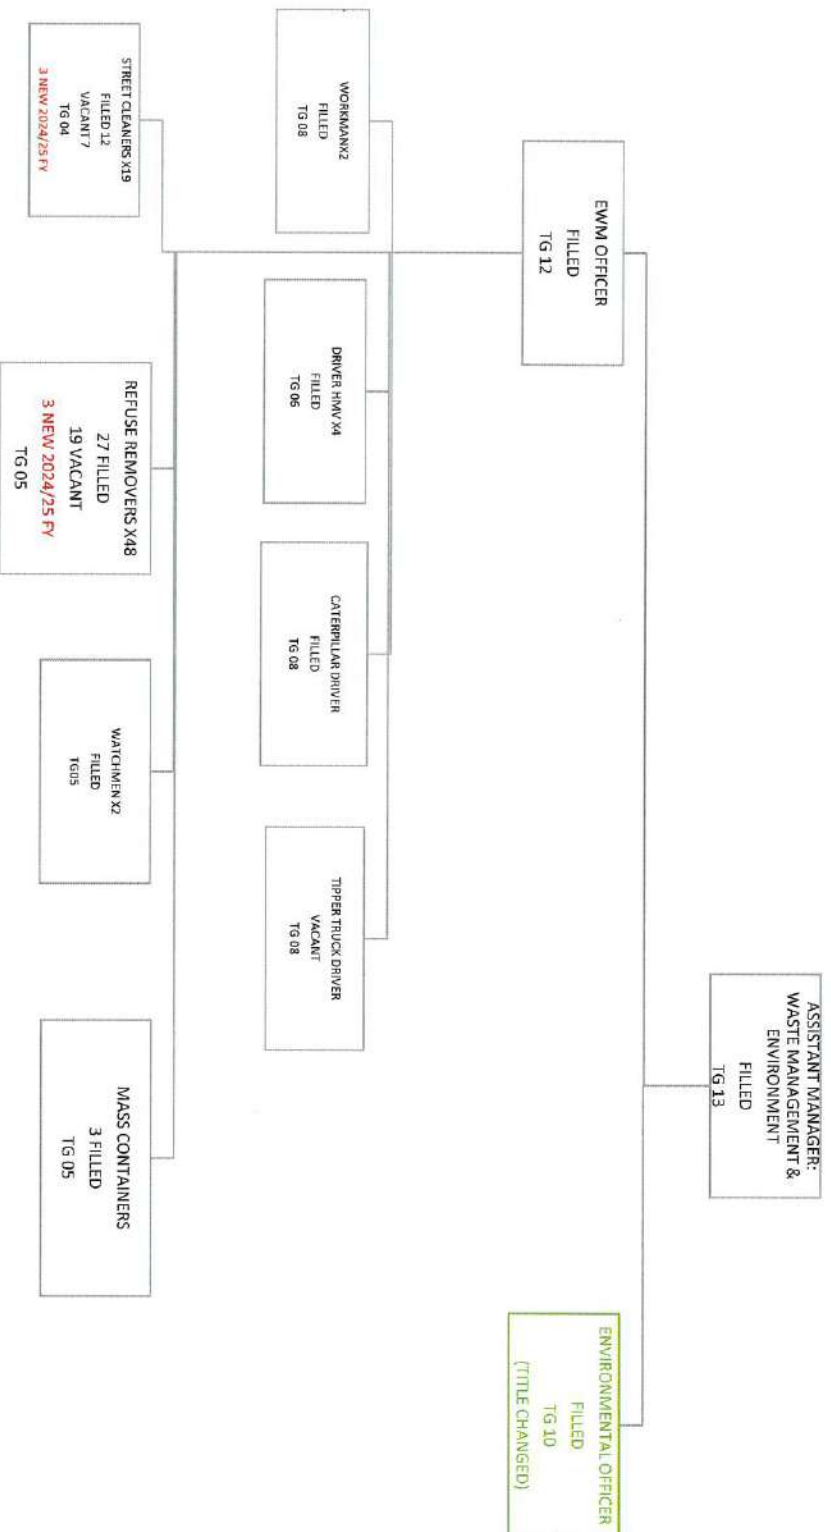 ASSISTANT MANAGER:
WASTE MANAGEMENT &
ENVIRONMENT
FILLED
TG 13
EWM OFFICER
FILLED
TG 12
ENVIRONMENTAL OFFICER
FILLED
TG 10
(TITLE CHANGED)
WORKMANX2
FILLED
TG 08
DRIVER HMV X4
FILLED
TG 06
CATERPILLAR DRIVER
FILLED
TG 08
TIPPER TRUCK DRIVER
VACANT
TG 08
STREET CLEANERS X19
FILLED 12
VACANT 7
TG 04
3 NEW 2024/25 FY
REFUSE REMOVERS X48
27 FILLED
19 VACANT
3 NEW 2024/25 FY
TG 05
WATCHMEN X2
FILLED
TG05
MASS CONTAINERS
3 FILLED
TG 05